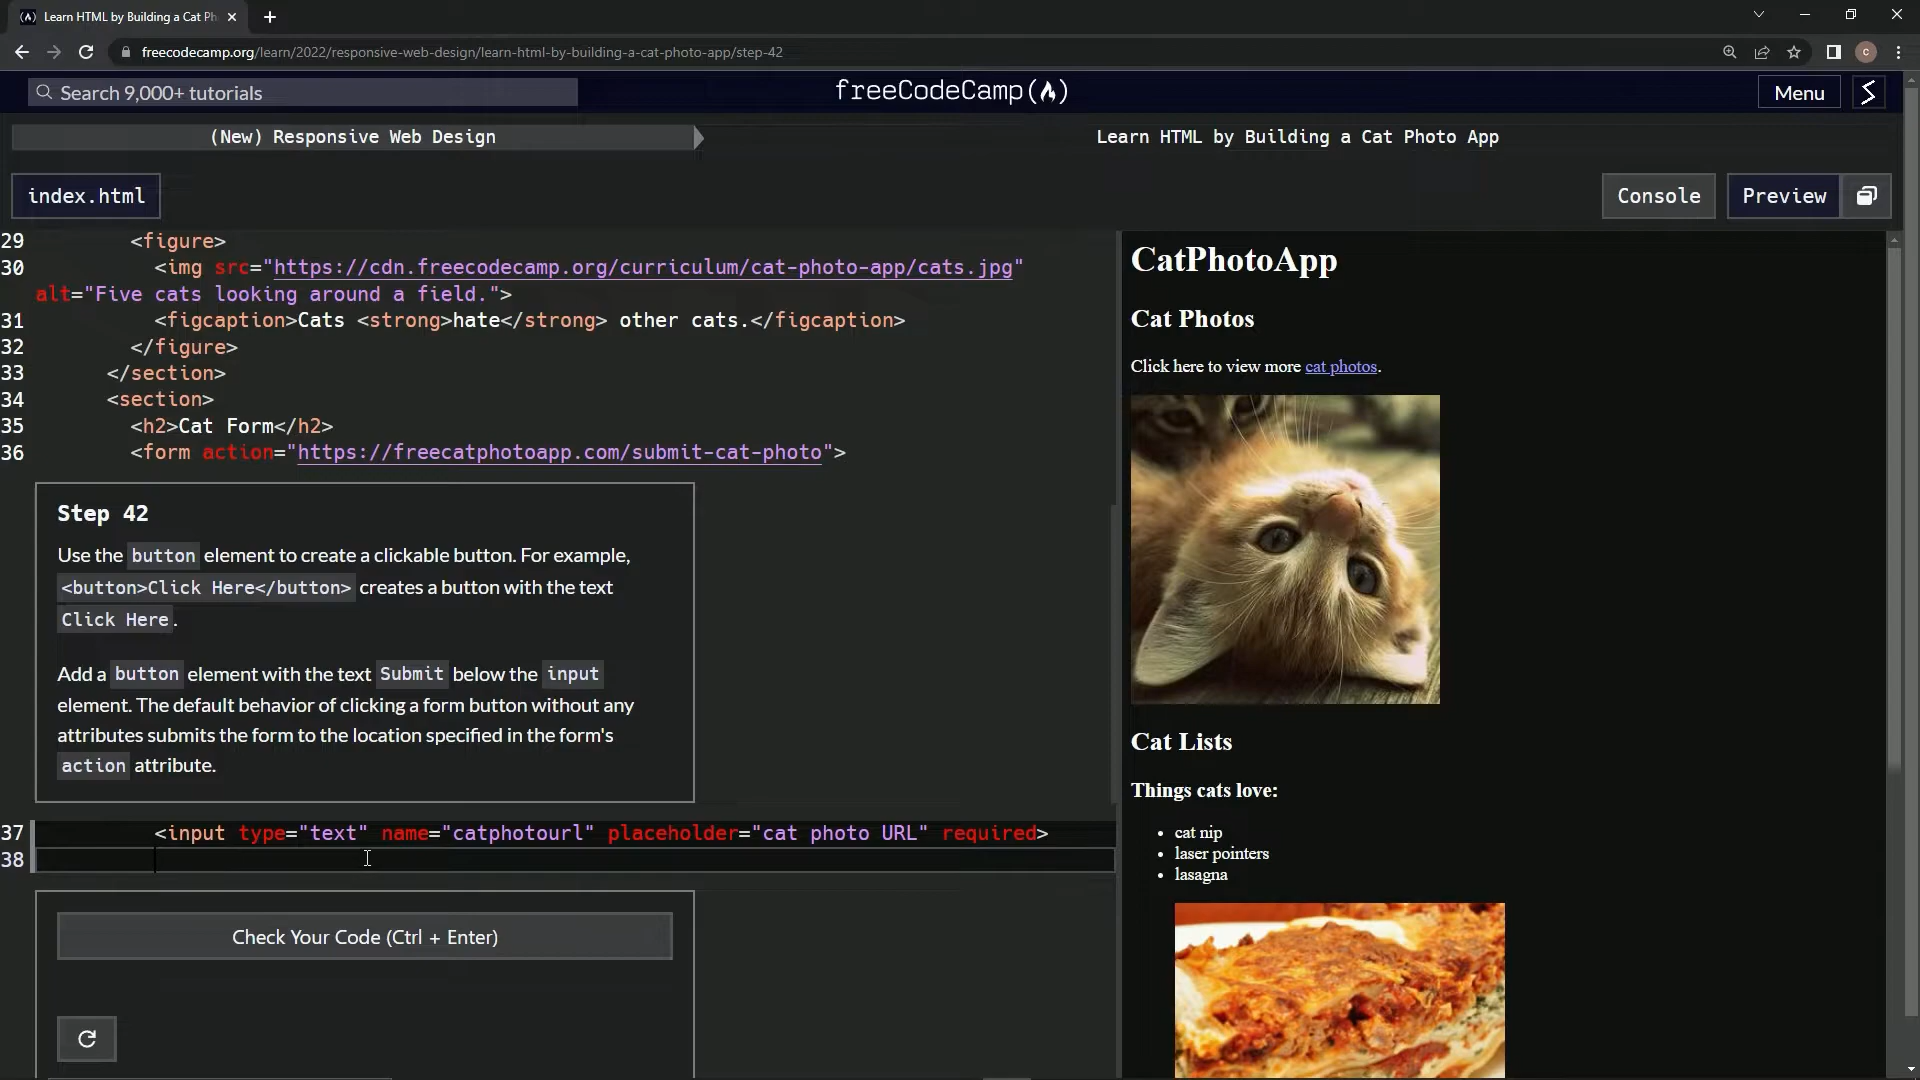 Learn HTML by Building a Cat Ph
freecodecamp.org/learn/2022/responsive-web-design/learn-html-by-building-a-cat-photo-app/step-42
C
Search 9,000+ tutorials
freeCodeCamp
Menu
(New) Responsive Web Design
Learn HTML by Building a Cat Photo App
index.html
Console
Preview
29 <figure>
30 <img src="https://cdn.freecodecamp.org/curriculum/cat-photo-app/cats.jpg"
alt="Five cats looking around a field.">
31 <figcaption>Cats <strong>hate</strong> other cats.</figcaption>
32 </figure>
33 </section>
34 <section>
35 <h2>Cat Form</h2>
36 <form action="https://freecatphotoapp.com/submit-cat-photo">
Step 42
Use the button element to create a clickable button. For example,
<button>Click Here</button> creates a button with the text
Click Here.
Add a button element with the text Submit below the input
element. The default behavior of clicking a form button without any
attributes submits the form to the location specified in the form's
action attribute.
37 <input type="text" name="catphotourl" placeholder="cat photo URL" required>
38
Check Your Code (Ctrl + Enter)
CatPhotoApp
Cat Photos
Click here to view more cat photos.
Cat Lists
Things cats love:
• cat nip
• laser pointers
• lasagna